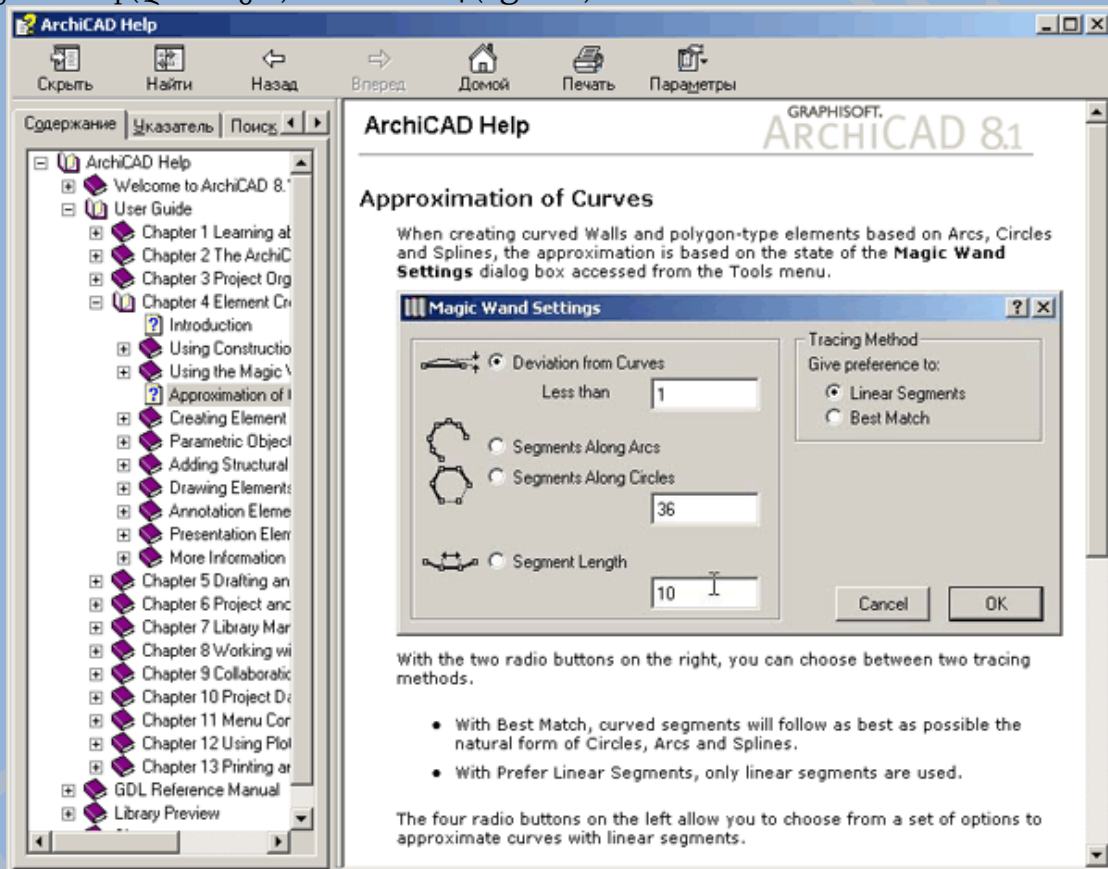 ArchiCAD Help
Скрыть Найти Назад Вперед Домой Печать Параметры
Содержание Указатель Поиск
ArchiCAD Help
Welcome to ArchiCAD 8.
User Guide
Chapter 1 Learning
Chapter 2 The ArchiC
Chapter 3 Project Org
Chapter 4 Element Cr
Introduction
Using Constructio
Using the Magic
Approximation of
Creating Element
Parametric Object
Adding Structural
Drawing Elements
Annotation Eleme
Presentation Elem
More Information
Chapter 5 Drafting an
Chapter 6 Project and
Chapter 7 Library Mar
Chapter 8 Working wi
Chapter 9 Collaboratio
Chapter 10 Project Da
Chapter 11 Menu Cor
Chapter 12 Using Plot
Chapter 13 Printing ar
GDL Reference Manual
Library Preview
ArchiCAD Help
GRAPHISOFT.
ARCHICAD 8.1
Approximation of Curves
When creating curved Walls and polygon-type elements based on Arcs, Circles
and Splines, the approximation is based on the state of the Magic Wand
Settings dialog box accessed from the Tools menu.
Magic Wand Settings
Deviation from Curves
Less than 1
Segments Along Arcs
Segments Along Circles
36
Segment Length
10
Tracing Method
Give preference to:
Linear Segments
Best Match
Cancel OK
With the two radio buttons on the right, you can choose between two tracing
methods.
• With Best Match, curved segments will follow as best as possible the
natural form of Circles, Arcs and Splines.
• With Prefer Linear Segments, only linear segments are used.
The four radio buttons on the left allow you to choose from a set of options to
approximate curves with linear segments.